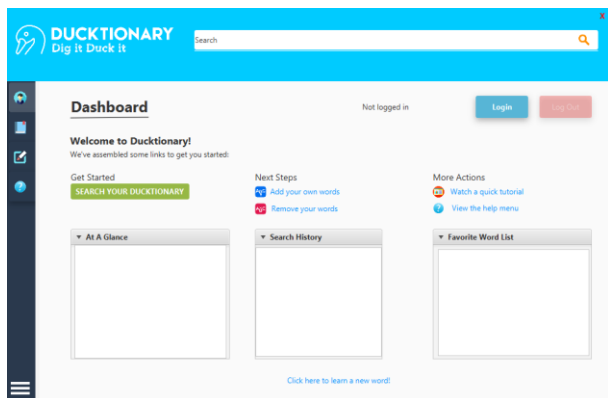 x
DUCKTIONARY
Dig it Duck it
Search
Dashboard
Not logged in
Login
Log Out
Welcome to Ducktionary!
We've assembled some links to get you started:
Get Started
Next Steps
More Actions
SEARCH YOUR DUCKTIONARY
Add your own words
Watch a quick tutorial
Remove your words
View the help menu
At A Glance
Search History
Favorite Word List
Click here to learn a new word!